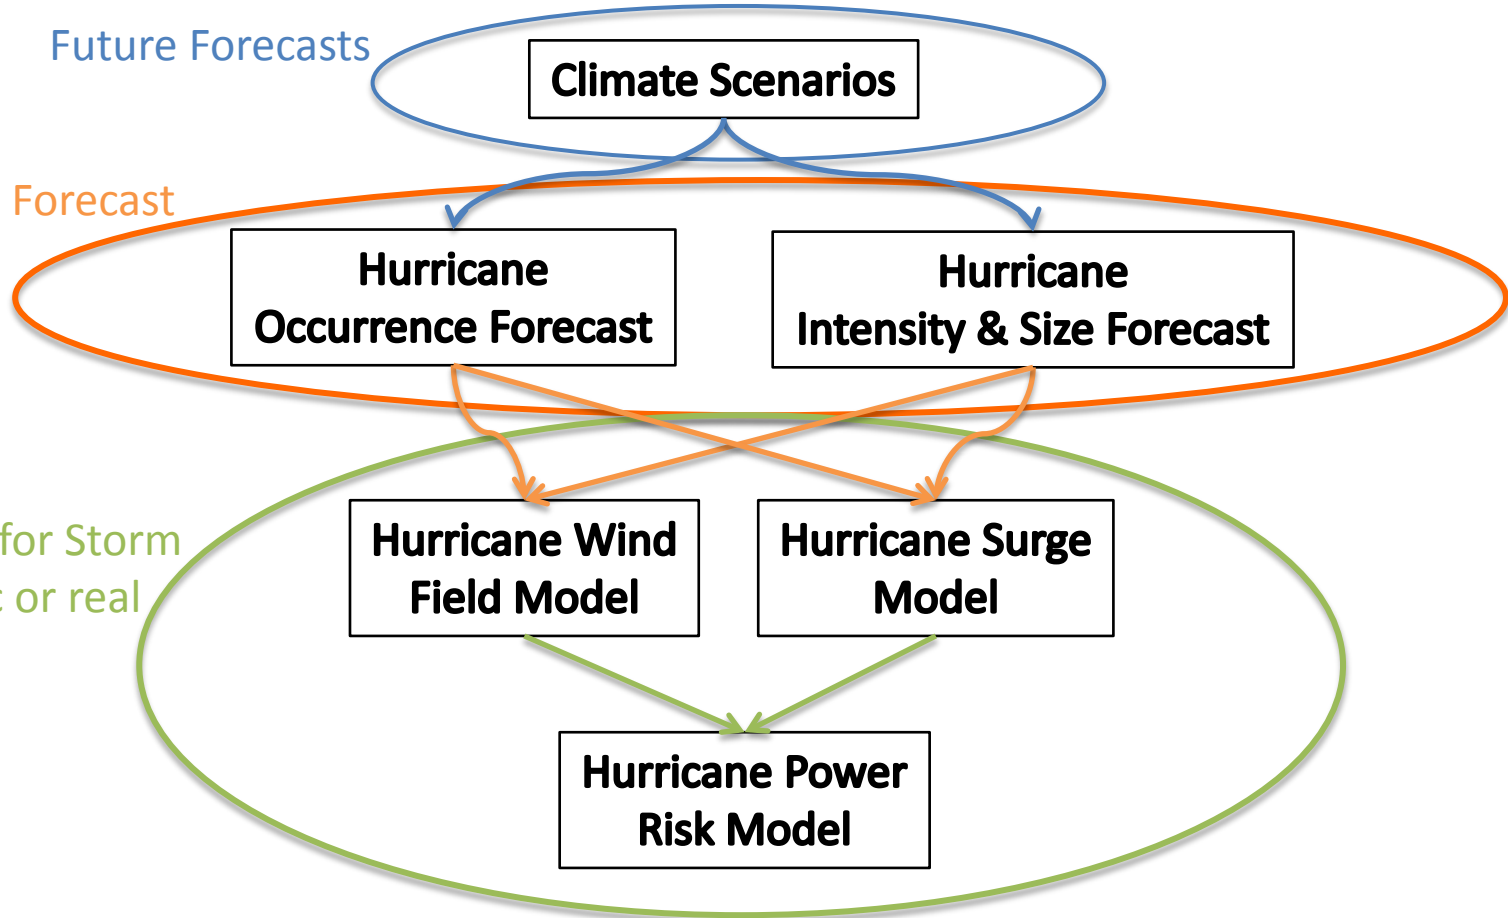 Future Forecasts
Climate Scenarios
Forecast
Hurricane
Occurrence Forecast
Hurricane
Intensity & Size Forecast
for Storm
or real
Hurricane Wind
Field Model
Hurricane Surge
Model
Hurricane Power
Risk Model